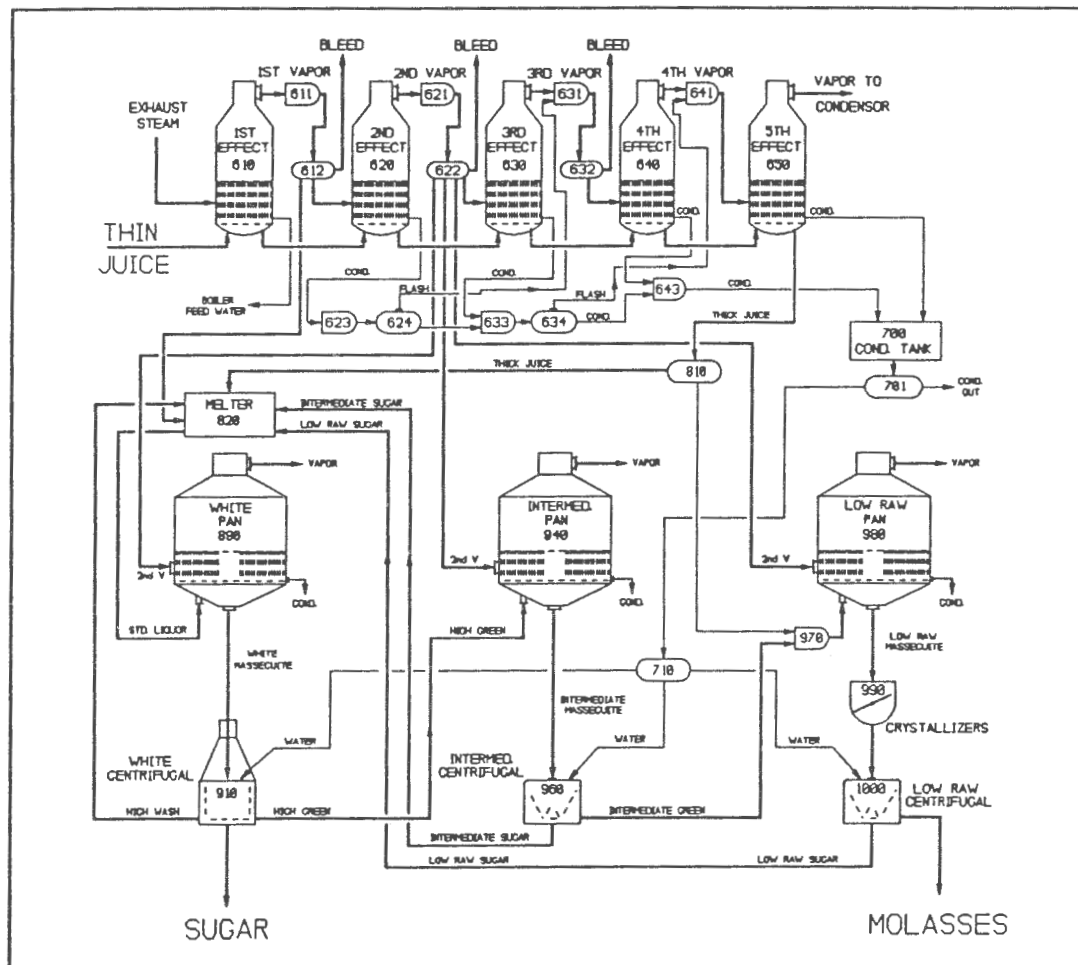 BLEED
BLEED
BLEED
1ST VAPOR
2ND VAPOR
3RD VAPOR
4TH VAPOR
VAPOR TO
CONDENSOR
611
621
631
641
EXHAUST
STEAM
1ST
EFFECT
610
2ND
EFFECT
620
3RD
EFFECT
630
4TH
EFFECT
640
5TH
EFFECT
650
612
622
632
THIN
JUICE
COND.
COND.
COND.
COND.
BOILER
FEED WATER
FLASH
FLASH
623
624
633
634
COND.
643
COND.
THICK JUICE
700
COND. TANK
THICK JUICE
810
701
COND.
OUT
MELTER
820
INTERMEDIATE SUGAR
LOW RAW SUGAR
VAPOR
VAPOR
VAPOR
WHITE
PAN
890
INTERMED.
PAN
940
LOW RAW
PAN
980
2nd V
2nd V
2nd V
COND.
COND.
COND.
STD. LIQUOR
HIGH GREEN
970
WHITE
MASSECUITE
LOW RAW
MASSECUITE
710
INTERMEDIATE
MASSECUITE
990
CRYSTALLIZERS
WATER
WATER
WATER
WHITE
CENTRIFUGAL
INTERMED.
CENTRIFUGAL
LOW RAW
CENTRIFUGAL
910
960
1000
HIGH WASH
HIGH GREEN
INTERMEDIATE GREEN
INTERMEDIATE SUGAR
LOW RAW SUGAR
LOW RAW SUGAR
SUGAR
MOLASSES